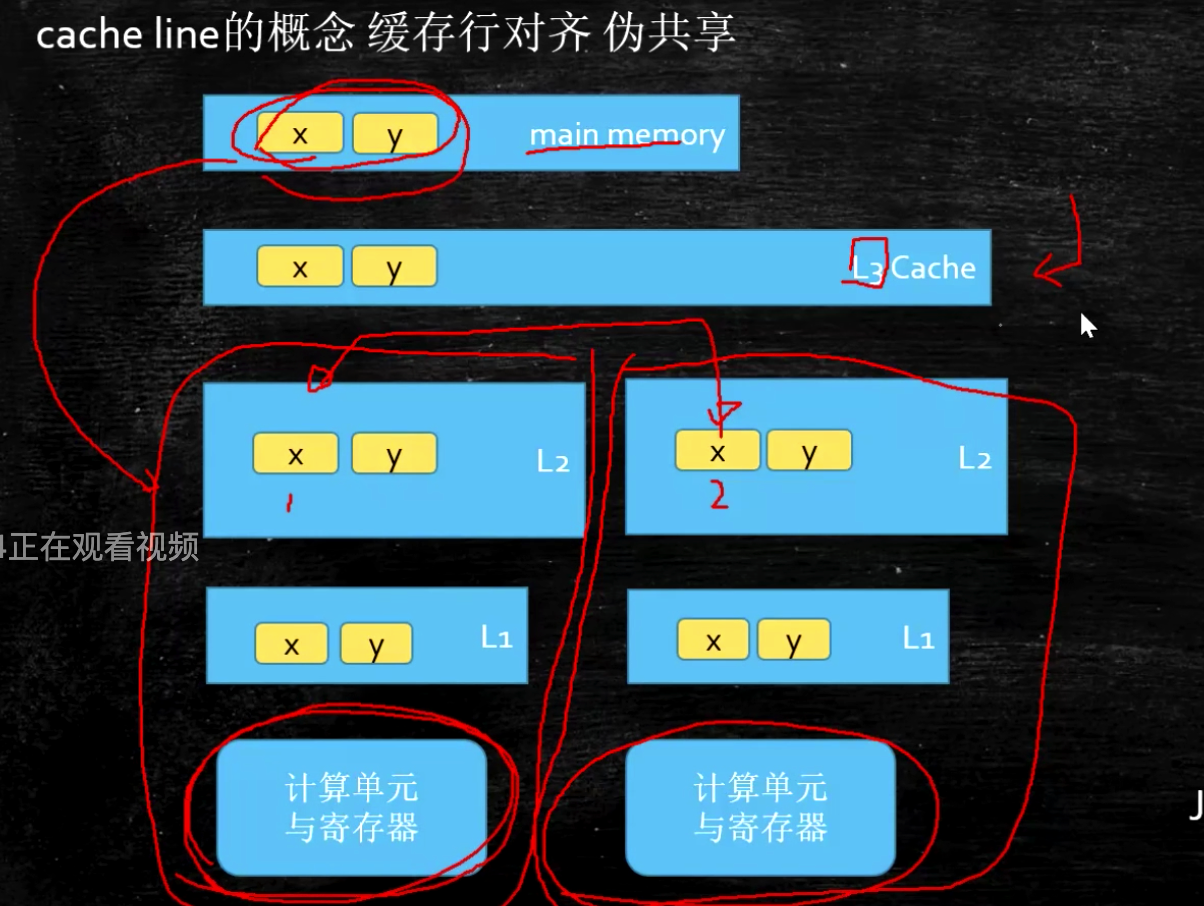 cache line的概念 缓存行对齐 伪共享
x y main memory
x y L3 Cache
x y L2
x y L2
1
2
4正在观看视频
x y L1
x y L1
计算单元
与寄存器
计算单元
与寄存器
J